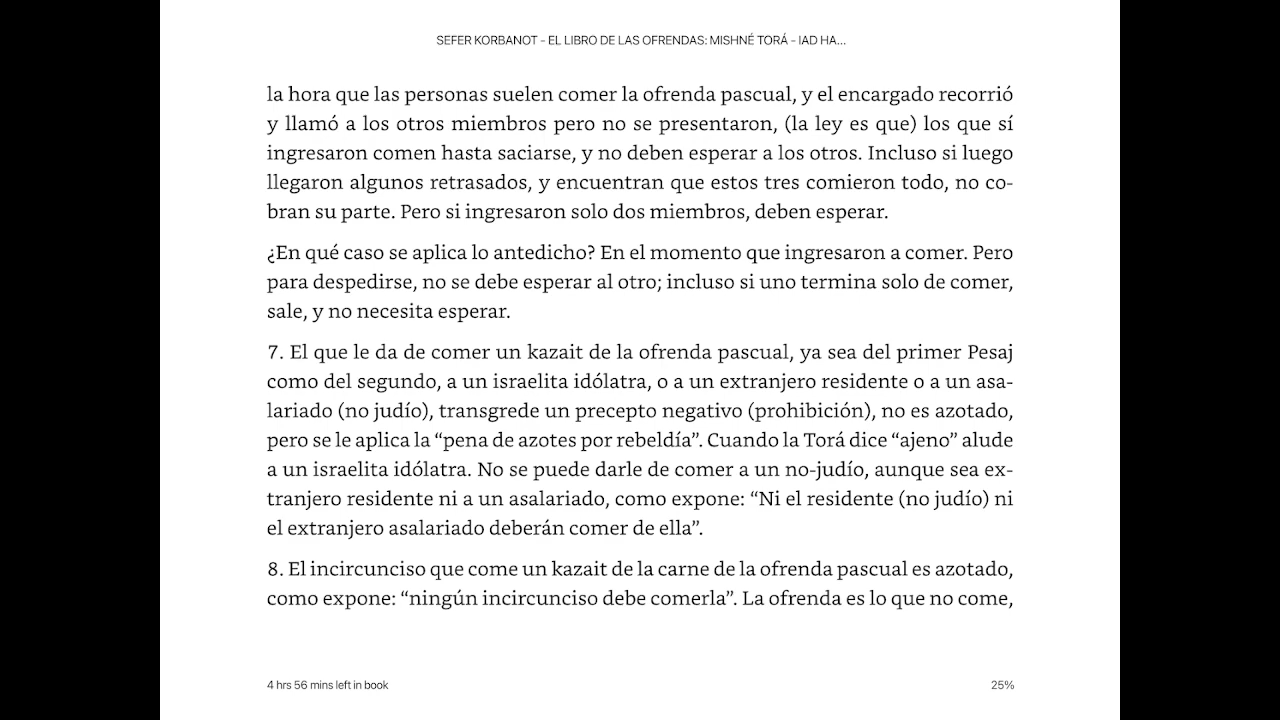 SEFER KORBANOT - EL LIBRO DE LAS OFRENDAS: MISHNÉ TORÁ - IAD HA...
la hora que las personas suelen comer la ofrenda pascual, y el encargado recorrió
y llamó a los otros miembros pero no se presentaron, (la ley es que) los que sí
ingresaron comen hasta saciarse, y no deben esperar a los otros. Incluso si luego
llegaron algunos retrasados, y encuentran que estos tres comieron todo, no co-
bran su parte. Pero si ingresaron solo dos miembros, deben esperar.
¿En qué caso se aplica lo antedicho? En el momento que ingresaron a comer. Pero
para despedirse, no se debe esperar al otro; incluso si uno termina solo de comer,
sale, y no necesita esperar.
7. El que le da de comer un kazait de la ofrenda pascual, ya sea del primer Pesaj
como del segundo, a un israelita idólatra, o a un extranjero residente o a un asa-
lariado (no judío), transgrede un precepto negativo (prohibición), no es azotado,
pero se le aplica la “pena de azotes por rebeldía”. Cuando la Torá dice “ajeno” alude
a un israelita idólatra. No se puede darle de comer a un no-judío, aunque sea ex-
tranjero residente ni a un asalariado, como expone: “Ni el residente (no judío) ni
el extranjero asalariado deberán comer de ella”.
8. El incircunciso que come un kazait de la carne de la ofrenda pascual es azotado,
como expone: “ningún incircunciso debe comerla”. La ofrenda es lo que no come,
4 hrs 56 mins left in book
25%